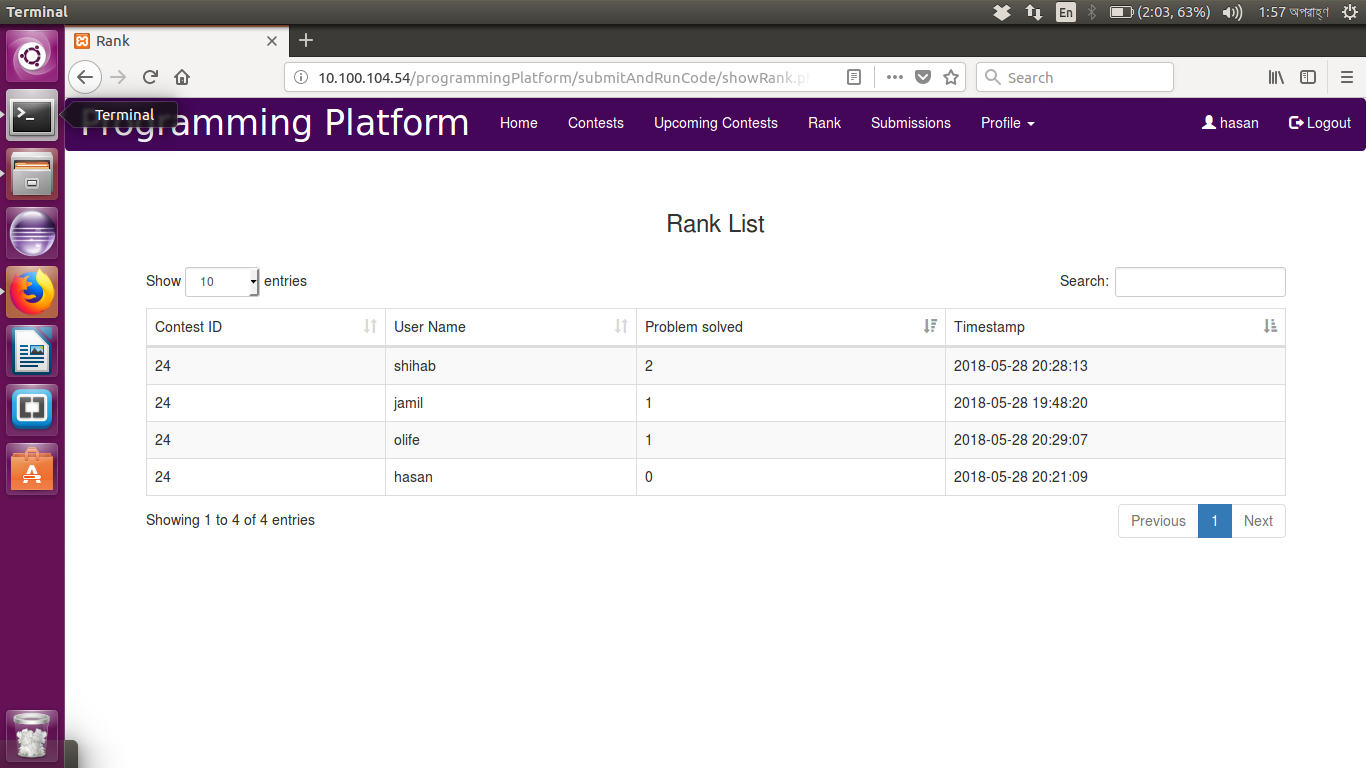 Terminal
En
(2:03, 63%)
1:57 অপরাহ্ণ
Rank
10.100.104.54/programmingPlatform/submitAndRunCode/showRank.p
Search
Terminal
Programming Platform
Home
Contests
Upcoming Contests
Rank
Submissions
Profile
hasan
Logout
Rank List
Show 10 entries
Search:
Contest ID User Name Problem solved Timestamp
24 shihab 2 2018-05-28 20:28:13
24 jamil 1 2018-05-28 19:48:20
24 olife 1 2018-05-28 20:29:07
24 hasan 0 2018-05-28 20:21:09
Showing 1 to 4 of 4 entries
Previous 1 Next